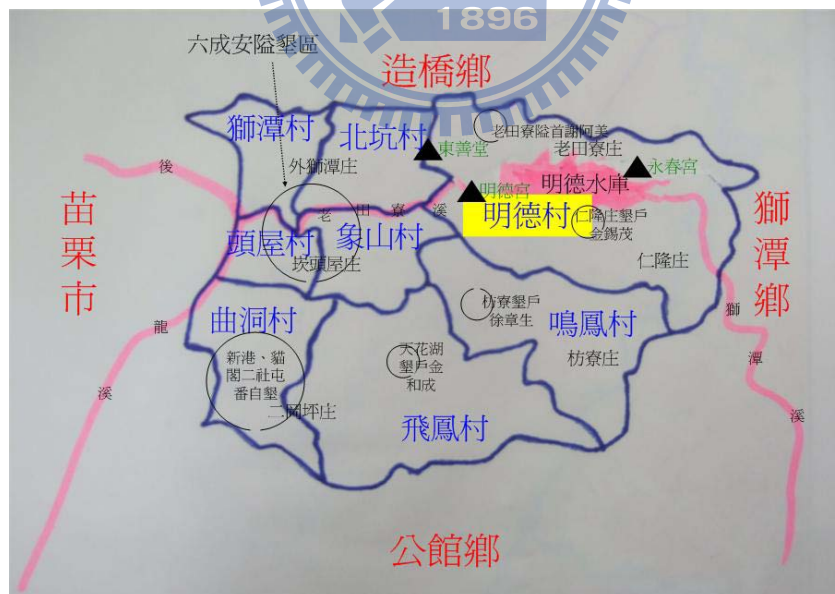 1896
六成安隘墾區
造橋鄉
獅潭村
北坑村
老田寮隘首謝阿美
老田寮庄
東善堂
永春宮
外獅潭庄
後
龍
溪
苗栗市
明德宮
明德水庫
老
田
寮
溪
明德村
仁隆庄墾戶
金錫茂
獅潭鄉
頭屋村
象山村
坎頭屋庄
仁隆庄
獅
潭
溪
曲洞村
枋寮墾戶
徐章生
鳴鳳村
新港、貓
閣二社屯
番自墾
天花湖
墾戶金
和成
枋寮庄
二岡坪庄
飛鳳村
公館鄉